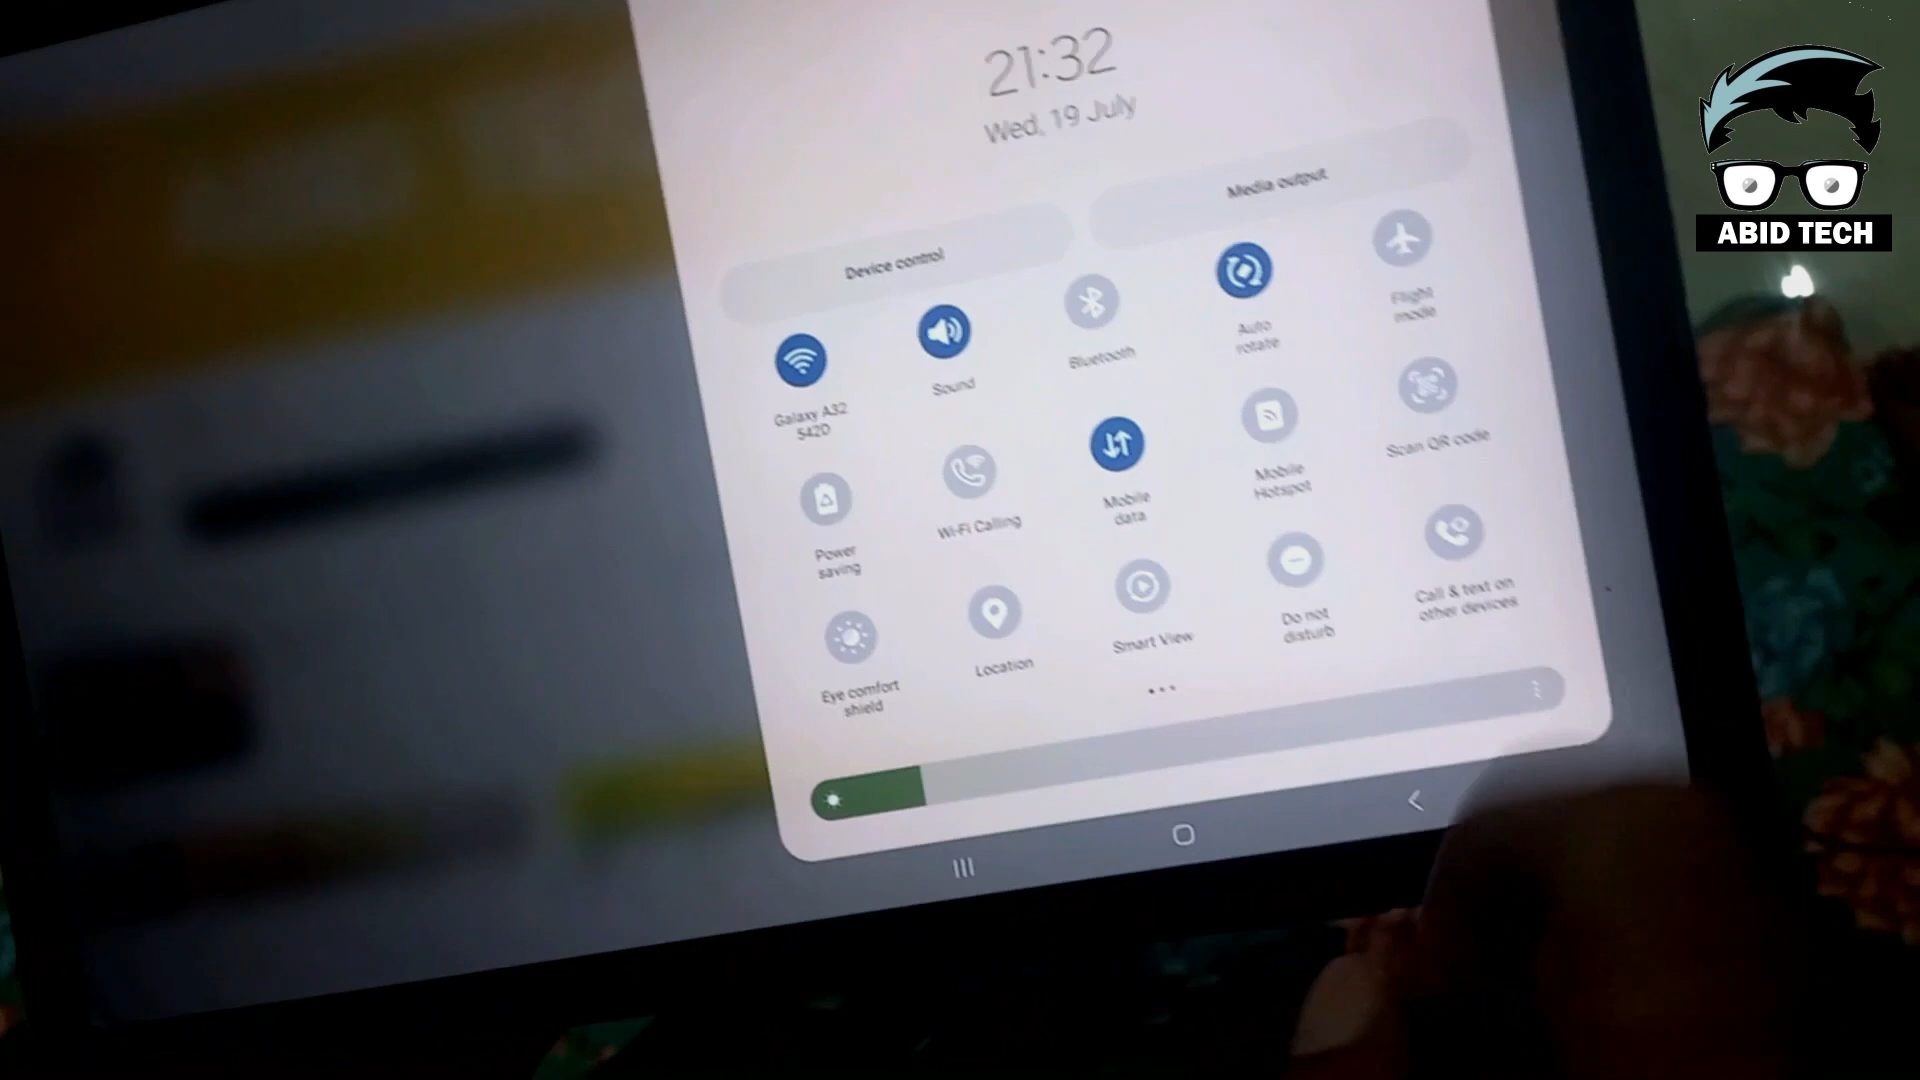 21:32
Wed, 19 July
Device control
Media output
Galaxy A32
5420
Sound
Bluetooth
Auto
rotate
Flight
mode
Power
saving
Wi-Fi Calling
Mobile
data
Mobile
Hotspot
Scan QR code
Eye comfort
shield
Location
Smart View
Do not
disturb
Call & text on
other devices
ABID TECH